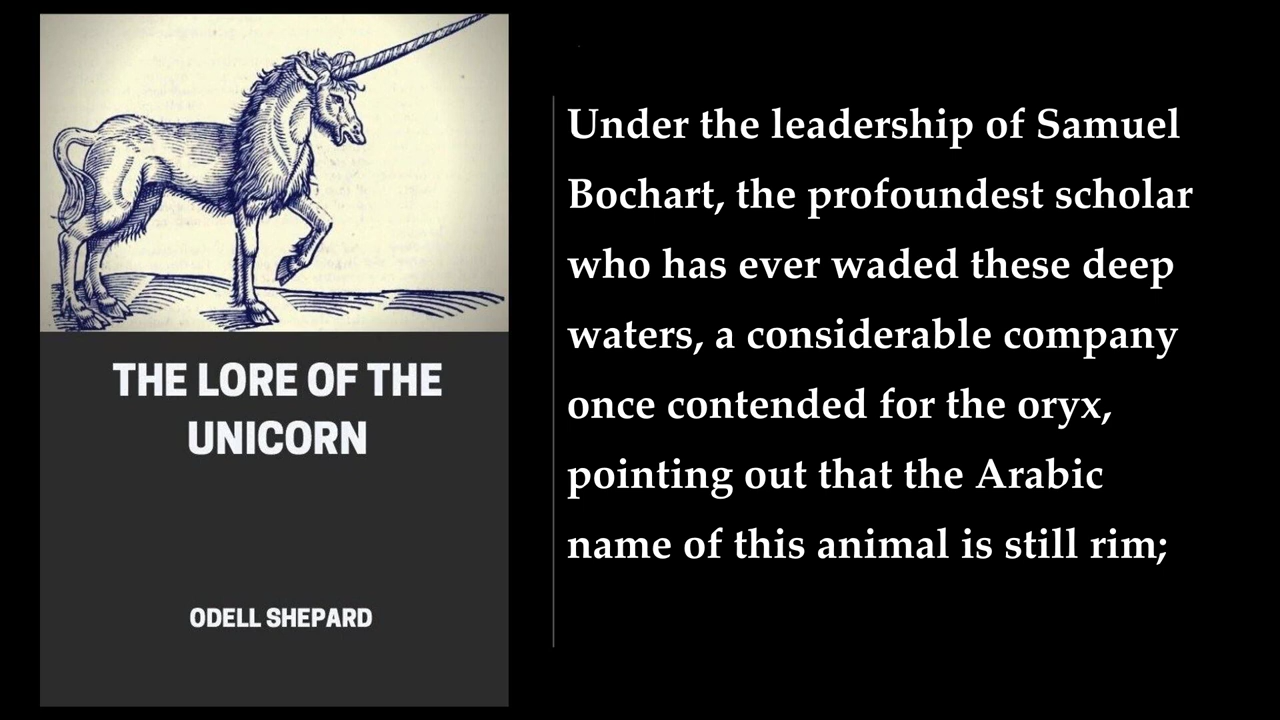 THE LORE OF THE
UNICORN
ODELL SHEPARD
Under the leadership of Samuel
Bochart, the profoundest scholar
who has ever waded these deep
waters, a considerable company
once contended for the oryx,
pointing out that the Arabic
name of this animal is still rim;